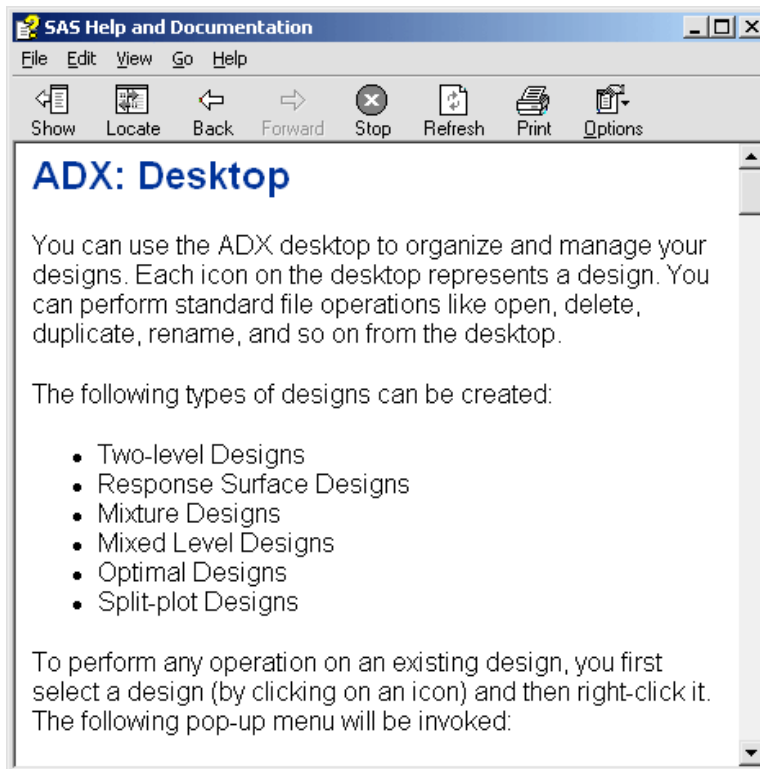 SAS Help and Documentation
File Edit View Go Help
Show Locate Back Forward Stop Refresh Print Options
ADX: Desktop
You can use the ADX desktop to organize and manage your
designs. Each icon on the desktop represents a design. You
can perform standard file operations like open, delete,
duplicate, rename, and so on from the desktop.
The following types of designs can be created:
• Two-level Designs
• Response Surface Designs
• Mixture Designs
• Mixed Level Designs
• Optimal Designs
• Split-plot Designs
To perform any operation on an existing design, you first
select a design (by clicking on an icon) and then right-click it.
The following pop-up menu will be invoked: